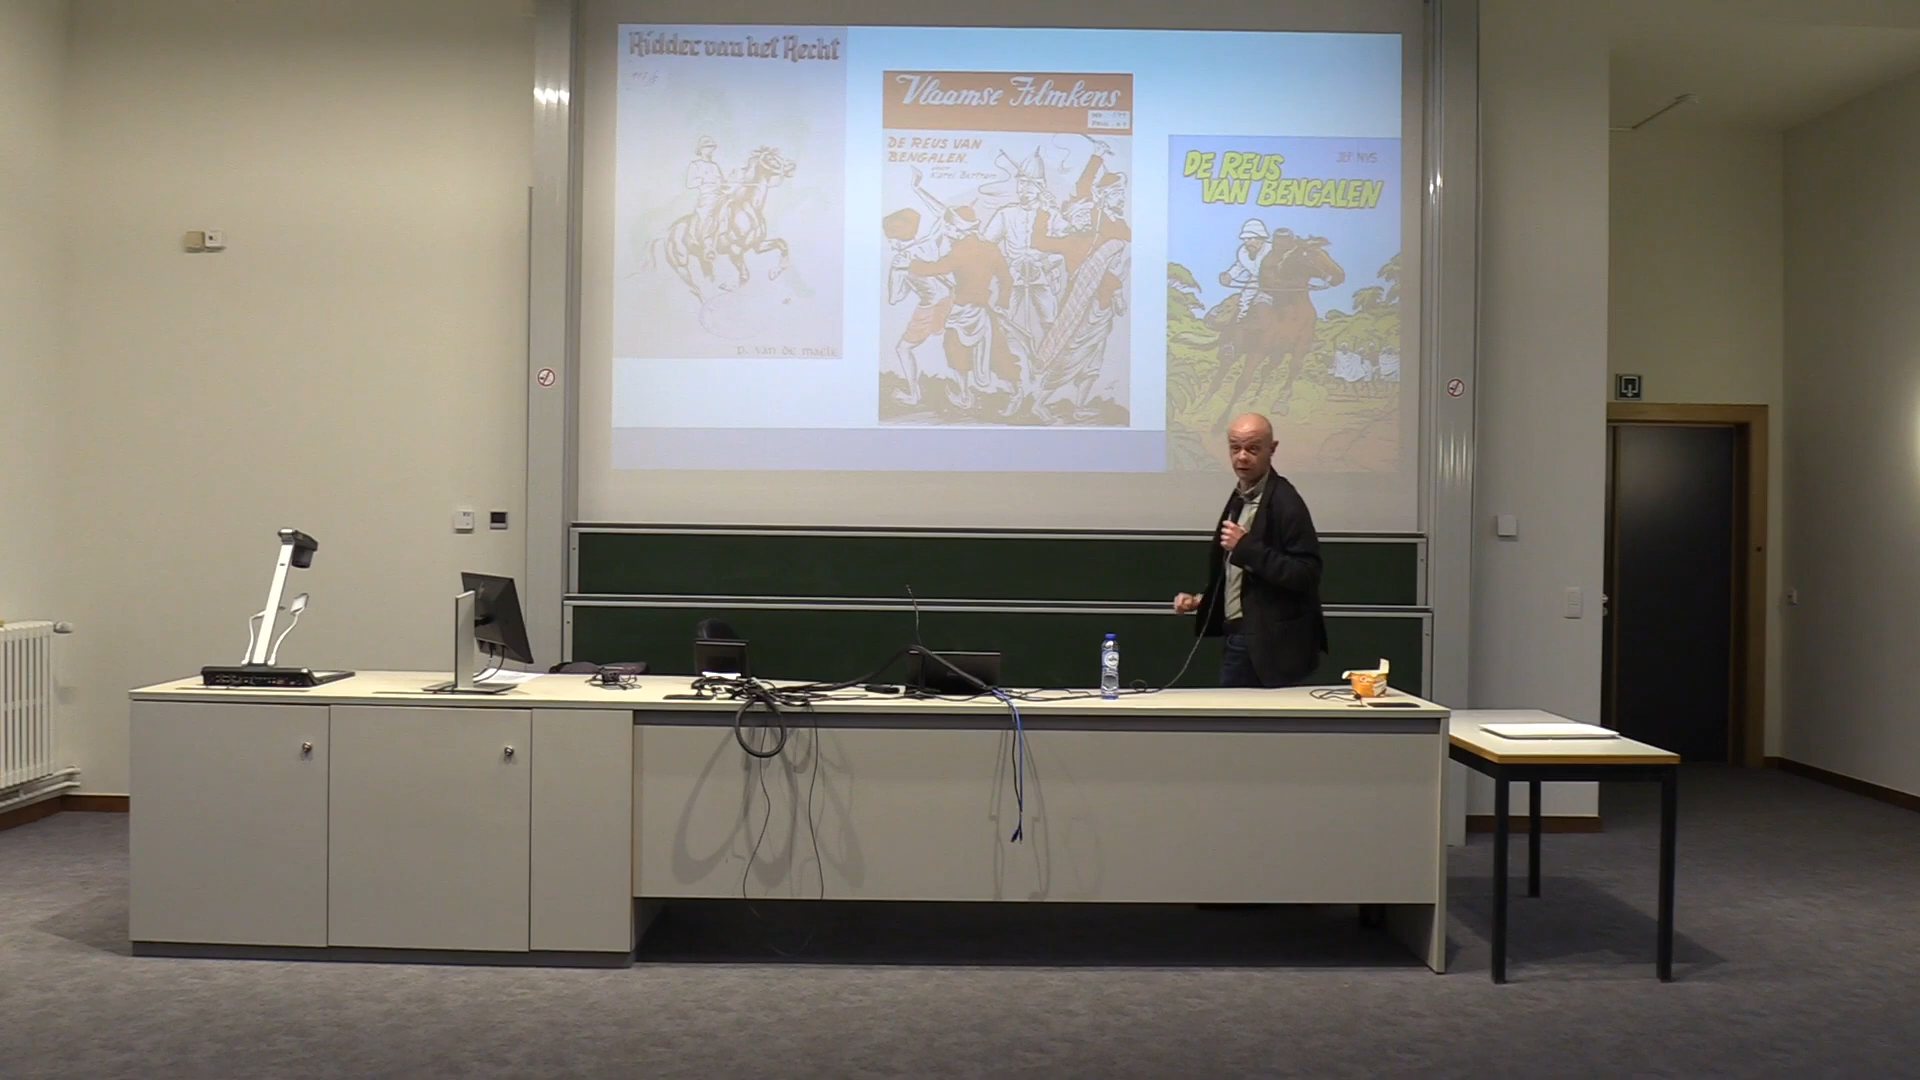 Ridder van het Recht
P. van de maele
Vlaamse Filmkens
DE REUS VAN
BENGALEN.
Karel Bertram
DE REUS
VAN BENGALEN
JEF NYS